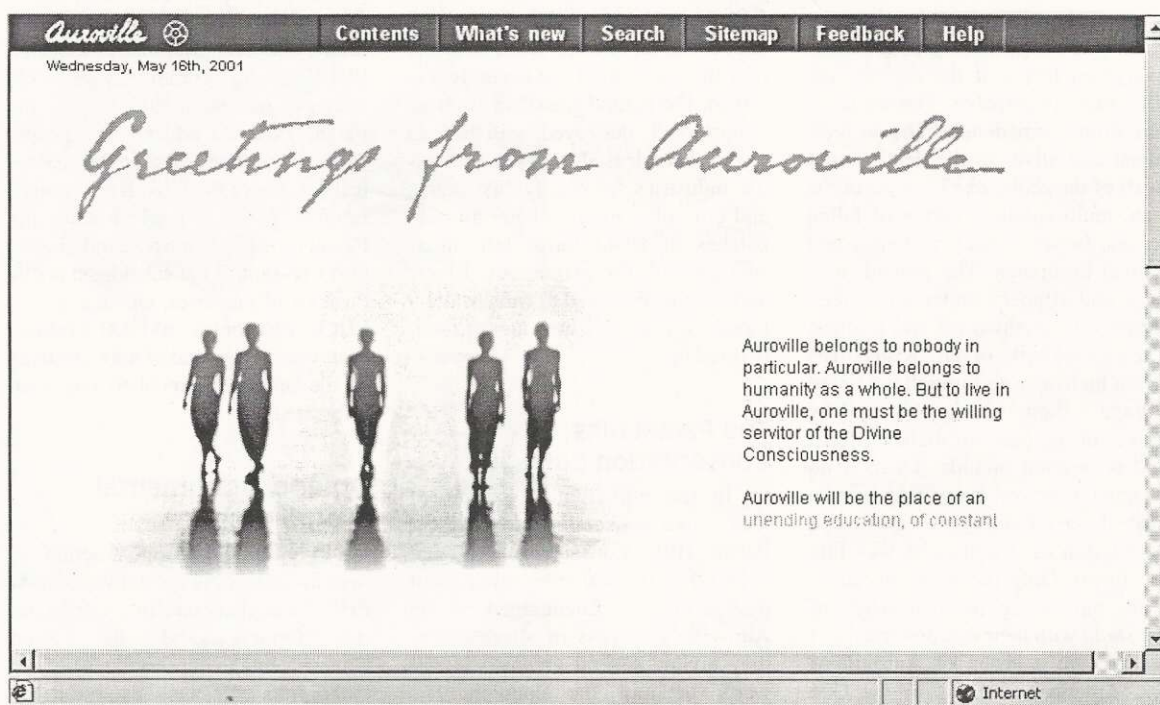 Auroville Contents What's new Search Sitemap Feedback Help
Wednesday, May 16th, 2001
Greetings from Auroville
Auroville belongs to nobody in
particular. Auroville belongs to
humanity as a whole. But to live in
Auroville, one must be the willing
servitor of the Divine
Consciousness.
Auroville will be the place of an
unending education, of constant
Internet